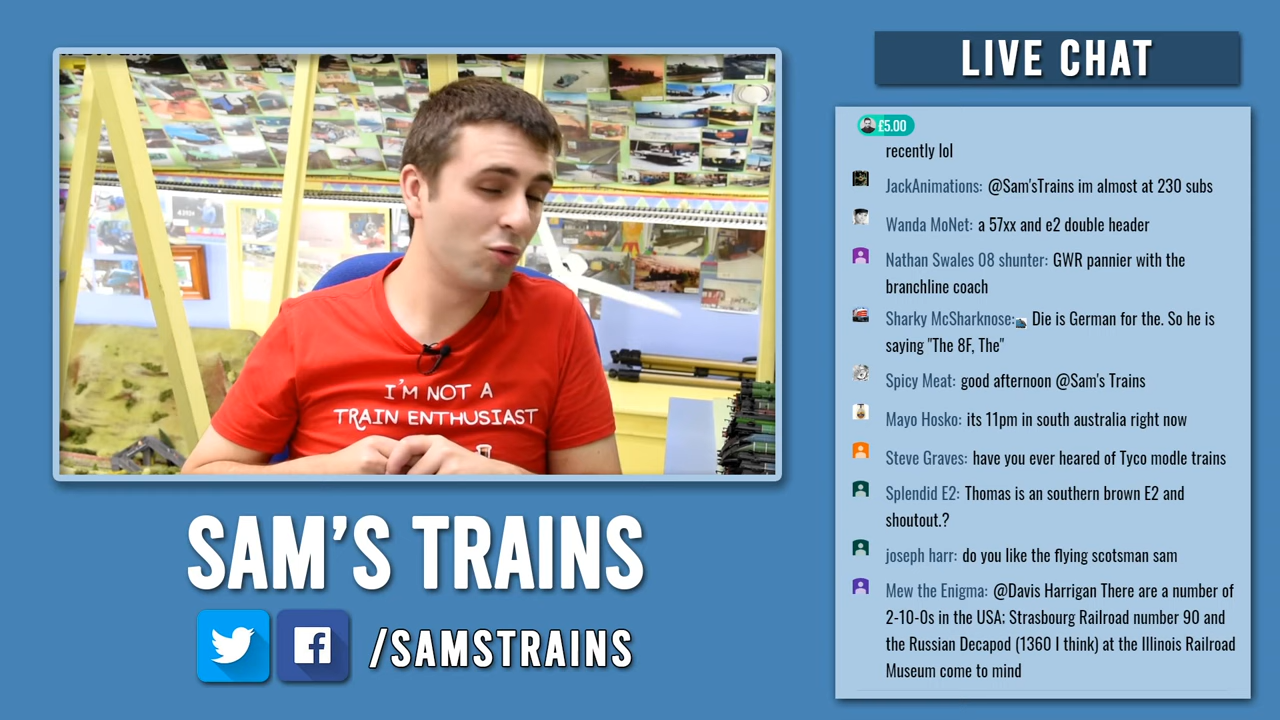 LIVE CHAT
£5.00
recently lol
JackAnimations: @Sam'sTrains im almost at 230 subs
Wanda MoNet: a 57xx and e2 double header
Nathan Swales 08 shunter: GWR pannier with the
branchline coach
Sharky McSharknose: Die is German for the. So he is
saying "The 8F, The"
Spicy Meat: good afternoon @Sam's Trains
Mayo Hosko: its 11pm in south australia right now
Steve Graves: have you ever heared of Tyco modle trains
Splendid E2: Thomas is an southern brown E2 and
shoutout.?
joseph harr: do you like the flying scotsman sam
Mew the Enigma: @Davis Harrigan There are a number of
2-10-0s in the USA; Strasbourg Railroad number 90 and
the Russian Decapod (1360 I think) at the Illinois Railroad
Museum come to mind
I'M NOT A
TRAIN ENTHUSIAST
SAM'S TRAINS
/SAMSTRAINS